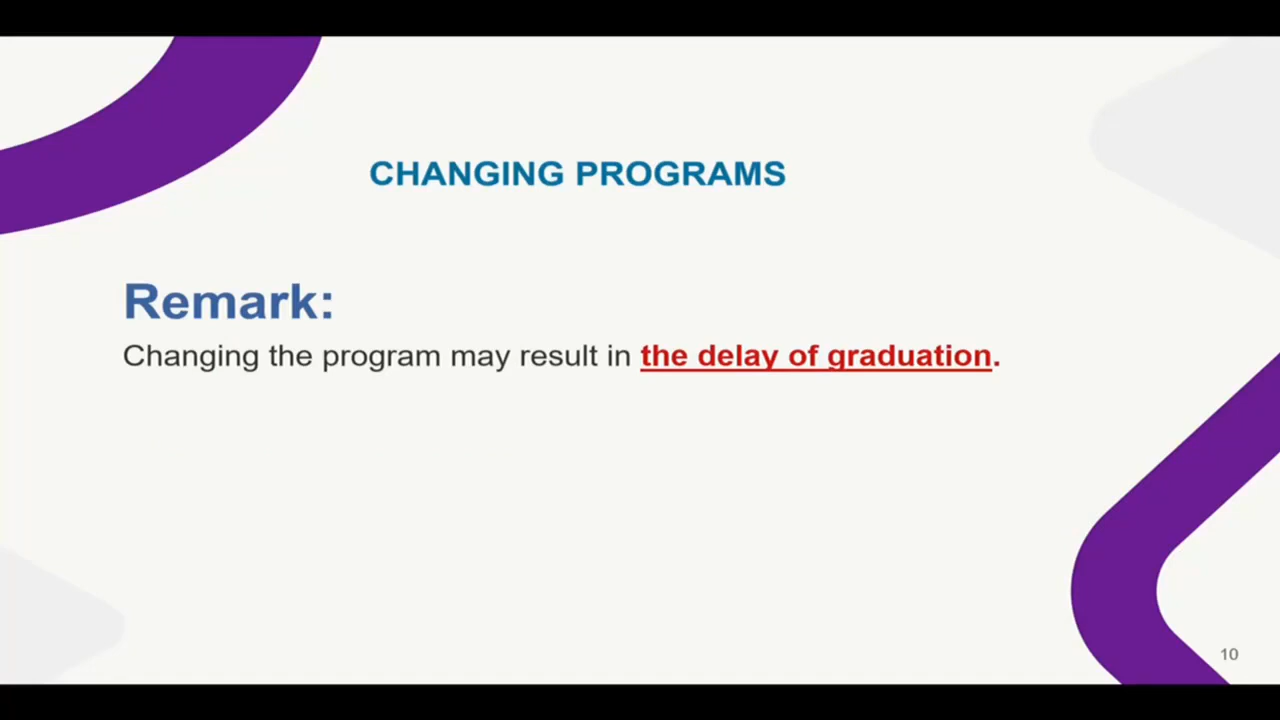 CHANGING PROGRAMS
Remark:
Changing the program may result in the delay of graduation.
10